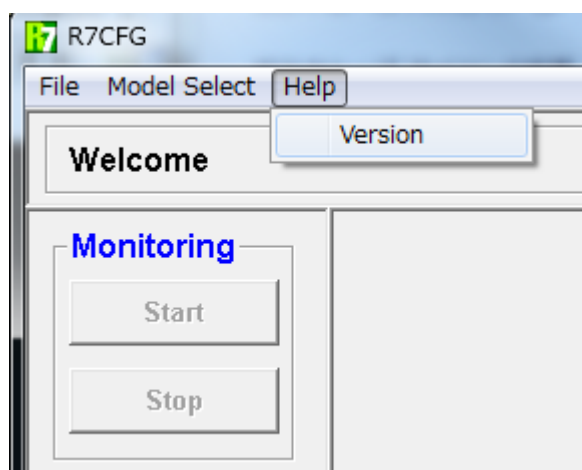 R7 R7CFG
File Model Select Help
Version
Welcome
Monitoring
Start
Stop